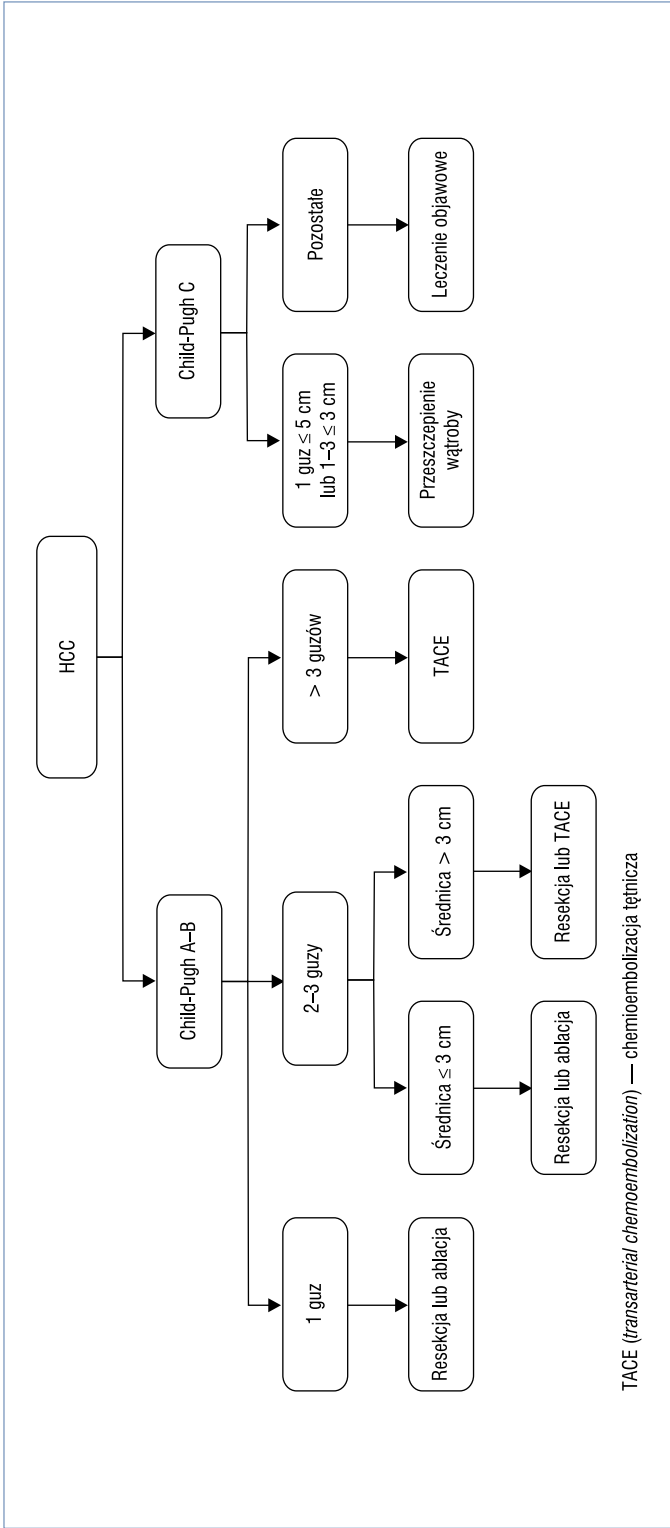 HCC
Child-Pugh A–B
Child-Pugh C
1 guz
2–3 guzy
> 3 guzów
1 guz ≤ 5 cm
lub 1–3 ≤ 3 cm
Pozostałe
Resekcja lub ablacja
Średnica ≤ 3 cm
Średnica > 3 cm
TACE
Przeszczepienie
wątroby
Leczenie objawowe
Resekcja lub ablacja
Resekcja lub TACE
TACE (transarterial chemoembolization) — chemioembolizacja tętnicza